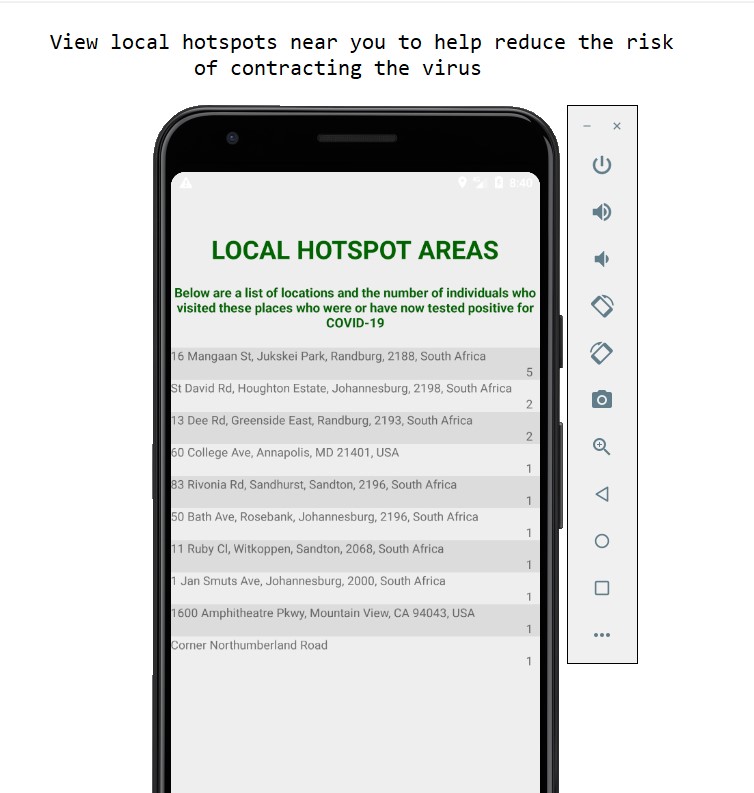 View local hotspots near you to help reduce the risk
of contracting the virus
8:40
LOCAL HOTSPOT AREAS
Below are a list of locations and the number of individuals who
visited these places who were or have now tested positive for
COVID-19
16 Mangaan St, Jukskei Park, Randburg, 2188, South Africa
5
St David Rd, Houghton Estate, Johannesburg, 2198, South Africa
2
13 Dee Rd, Greenside East, Randburg, 2193, South Africa
2
60 College Ave, Annapolis, MD 21401, USA
1
83 Rivonia Rd, Sandhurst, Sandton, 2196, South Africa
1
50 Bath Ave, Rosebank, Johannesburg, 2196, South Africa
1
11 Ruby Cl, Witkoppen, Sandton, 2068, South Africa
1
1 Jan Smuts Ave, Johannesburg, 2000, South Africa
1
1600 Amphitheatre Pkwy, Mountain View, CA 94043, USA
1
Corner Northumberland Road
1